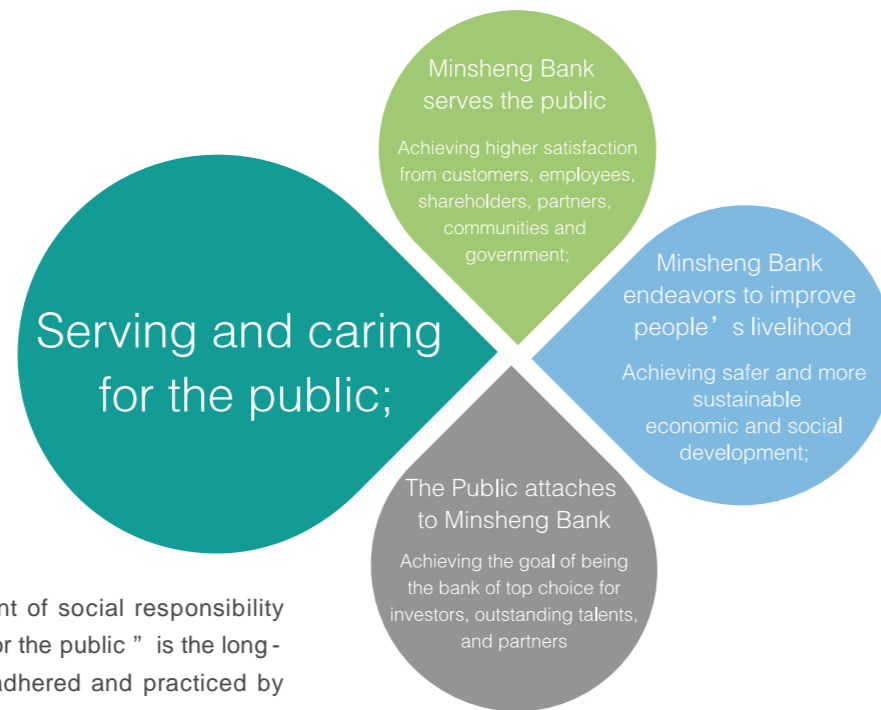 Minsheng Bank
serves the public
Achieving higher satisfaction
from customers, employees,
shareholders, partners,
communities and
government;
Serving and caring
for the public;
Minsheng Bank
endeavors to improve
people’s livelihood
Achieving safer and more
sustainable
economic and social
development;
The Public attaches
to Minsheng Bank
Achieving the goal of being
the bank of top choice for
investors, outstanding talents,
and partners
of social responsibility
the public ” is the long-
adhered and practiced by